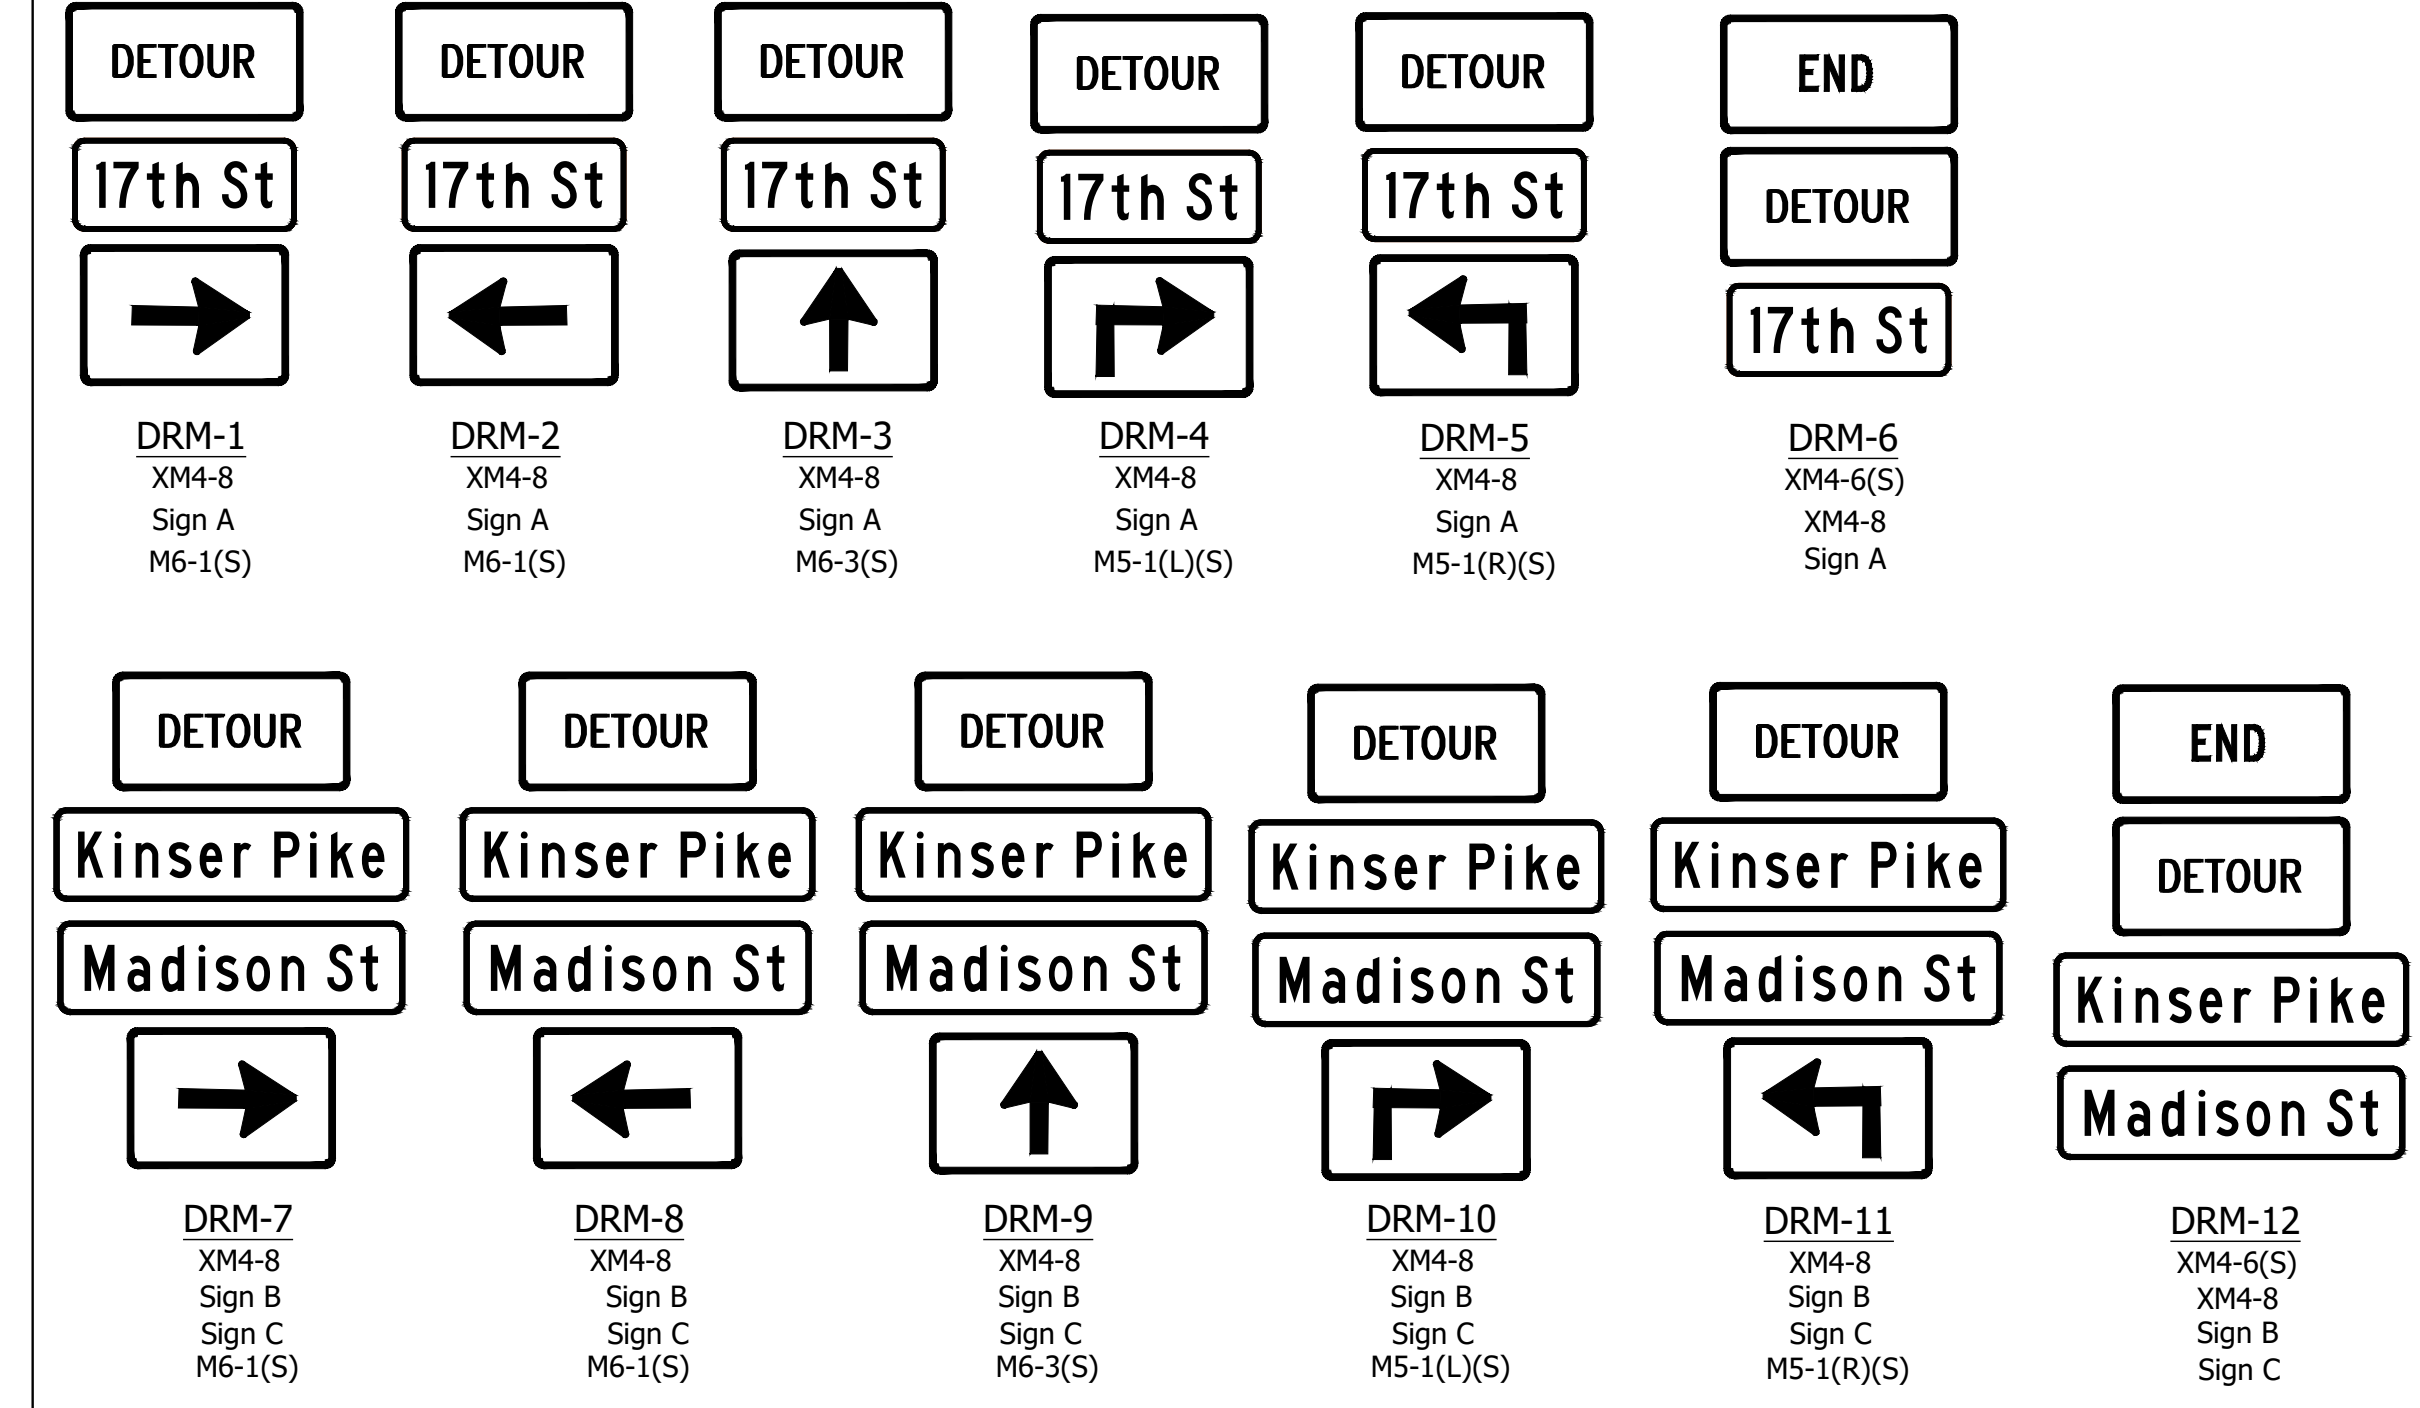 DETOUR
17th St
DRM-1
XM4-8
Sign A
M6-1(S)
DETOUR
17th St
DRM-2
XM4-8
Sign A
M6-1(S)
DETOUR
17th St
DRM-3
XM4-8
Sign A
M6-3(S)
DETOUR
17th St
DRM-4
XM4-8
Sign A
M5-1(L)(S)
DETOUR
17th St
DRM-5
XM4-8
Sign A
M5-1(R)(S)
END
DETOUR
17th St
DRM-6
XM4-6(S)
XM4-8
Sign A
DETOUR
Kinser Pike
Madison St
DRM-7
XM4-8
Sign B
Sign C
M6-1(S)
DETOUR
Kinser Pike
Madison St
DRM-8
XM4-8
Sign B
Sign C
M6-1(S)
DETOUR
Kinser Pike
Madison St
DRM-9
XM4-8
Sign B
Sign C
M6-3(S)
DETOUR
Kinser Pike
Madison St
DRM-10
XM4-8
Sign B
Sign C
M5-1(L)(S)
DETOUR
Kinser Pike
Madison St
DRM-11
XM4-8
Sign B
Sign C
M5-1(R)(S)
END
DETOUR
Kinser Pike
Madison St
DRM-12
XM4-6(S)
XM4-8
Sign B
Sign C